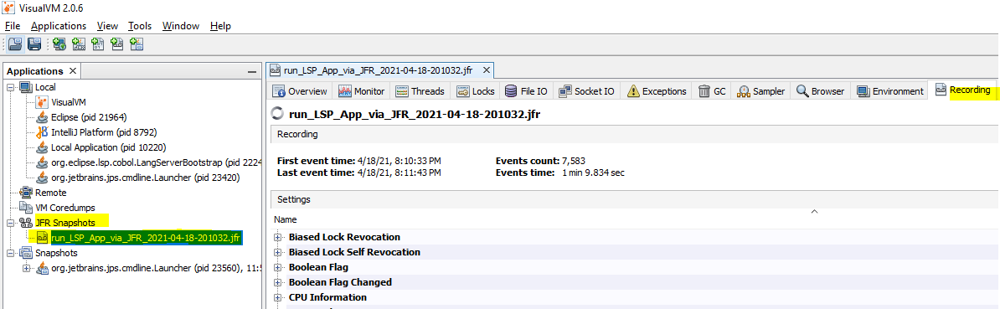 VisualVM 2.0.6
File Applications View Tools Window Help
Applications
Local
VisualVM
Eclipse (pid 21964)
IntelliJ Platform (pid 8792)
Local Application (pid 10220)
org.eclipse.lsp.cobol.LangServerBootstrap (pid 2224
org.jetbrains.jps.cmdline.Launcher (pid 23420)
Remote
VM Coredumps
JFR Snapshots
run_LSP_App_via_JFR_2021-04-18-201032.jfr
Snapshots
org.jetbrains.jps.cmdline.Launcher (pid 23560), 11:5
run_LSP_App_via_JFR_2021-04-18-201032.jfr
Overview Monitor Threads Locks File IO Socket IO Exceptions GC Sampler Browser Environment Recording
run_LSP_App_via_JFR_2021-04-18-201032.jfr
Recording
First event time: 4/18/21, 8:10:33 PM Events count: 7,583
Last event time: 4/18/21, 8:11:43 PM Events time: 1 min 9.834 sec
Settings
Name
Biased Lock Revocation
Biased Lock Self Revocation
Boolean Flag
Boolean Flag Changed
CPU Information